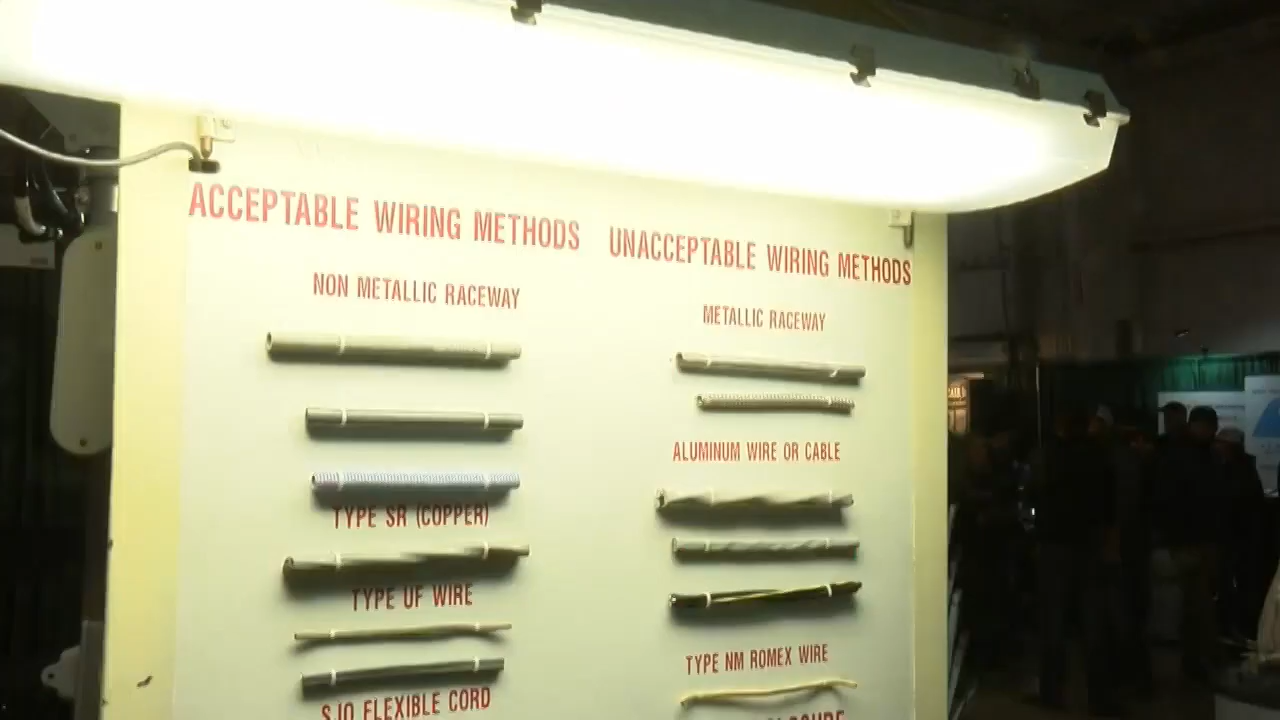 ACCEPTABLE WIRING METHODS
NON METALLIC RACEWAY
TYPE SR (COPPER)
TYPE UF WIRE
SJO FLEXIBLE CORD
UNACCEPTABLE WIRING METHODS
METALLIC RACEWAY
ALUMINUM WIRE OR CABLE
TYPE NM ROMEX WIRE